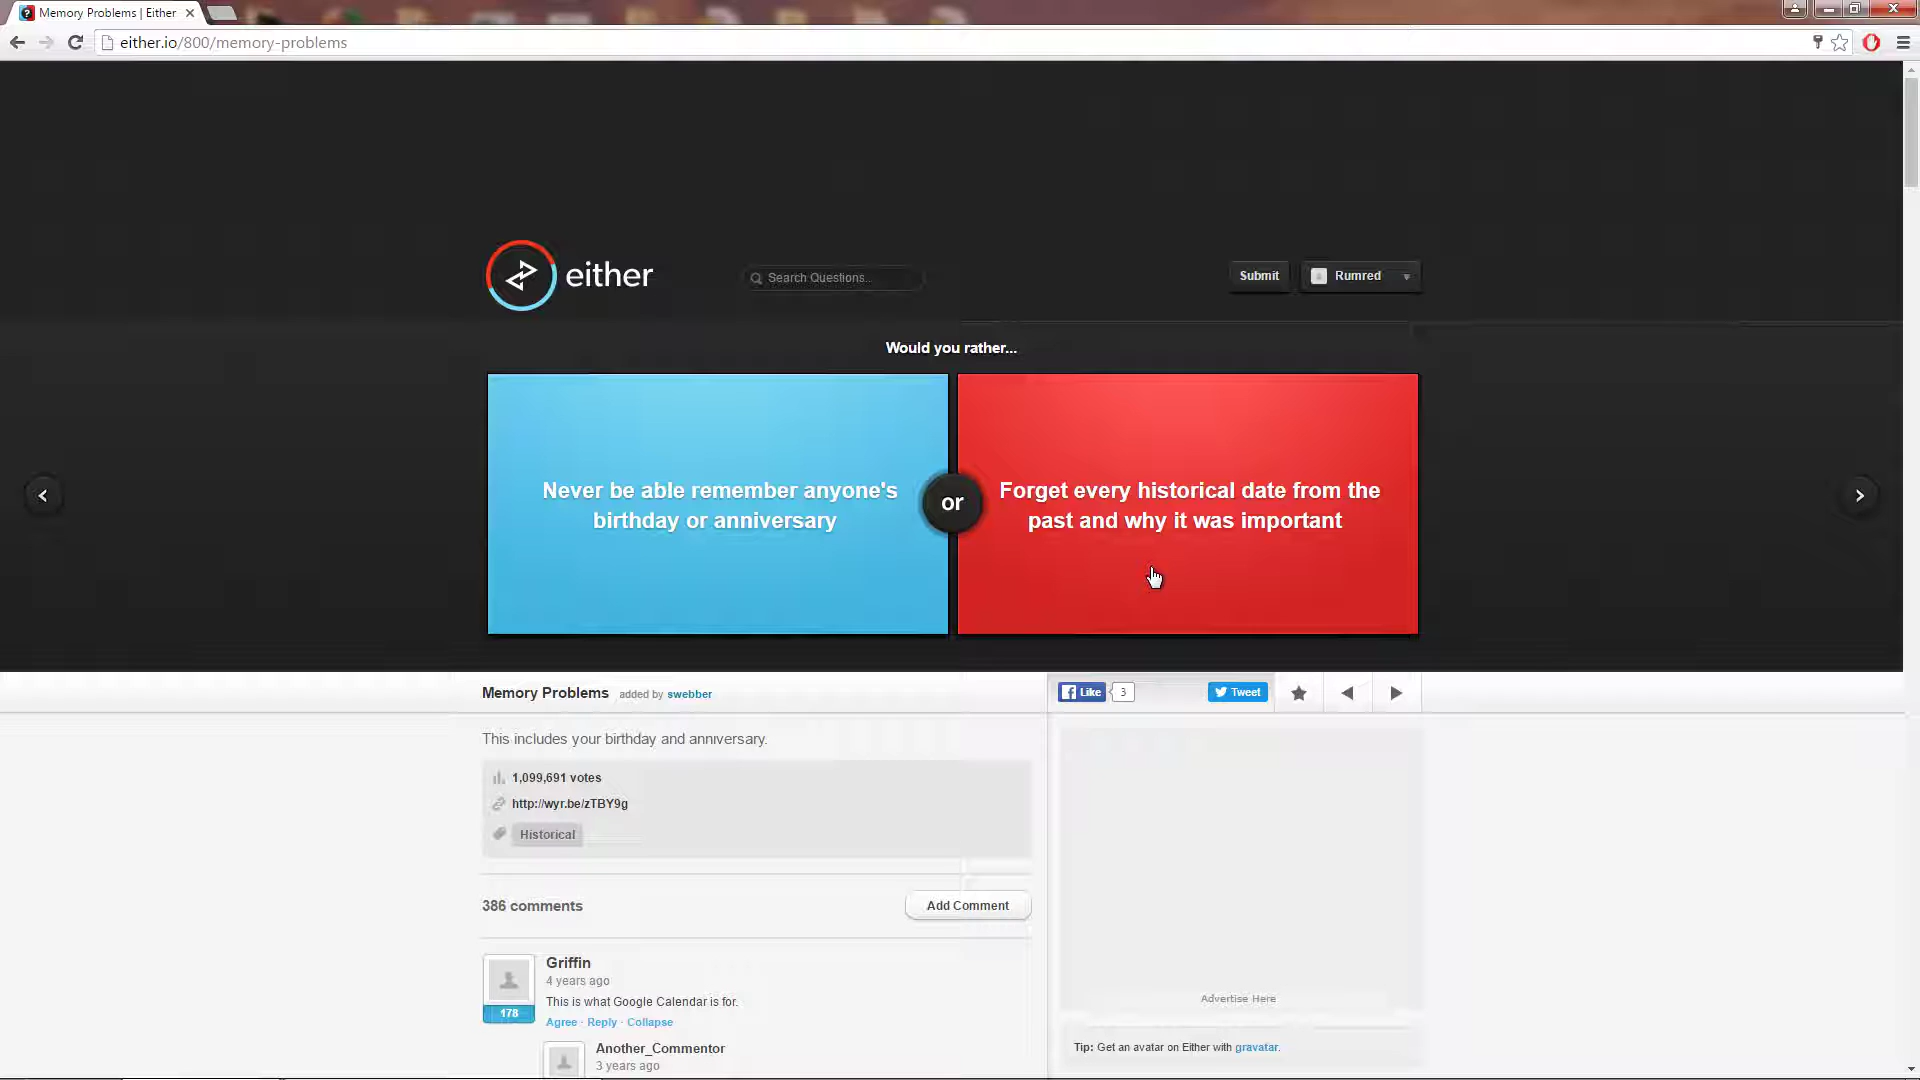 Memory Problems | Either
either.io/800/memory-problems
either
Search Questions..
Submit
Rumred
Would you rather...
Never be able remember anyone's
birthday or anniversary
or
Forget every historical date from the
past and why it was important
Memory Problems added by swebber
Like 3
Tweet
This includes your birthday and anniversary.
1,099,691 votes
http://wyr.be/zTBY9g
Historical
386 comments
Add Comment
Griffin
4 years ago
This is what Google Calendar is for.
178
Agree · Reply · Collapse
Another_Commentor
3 years ago
Advertise Here
Tip: Get an avatar on Either with gravatar.